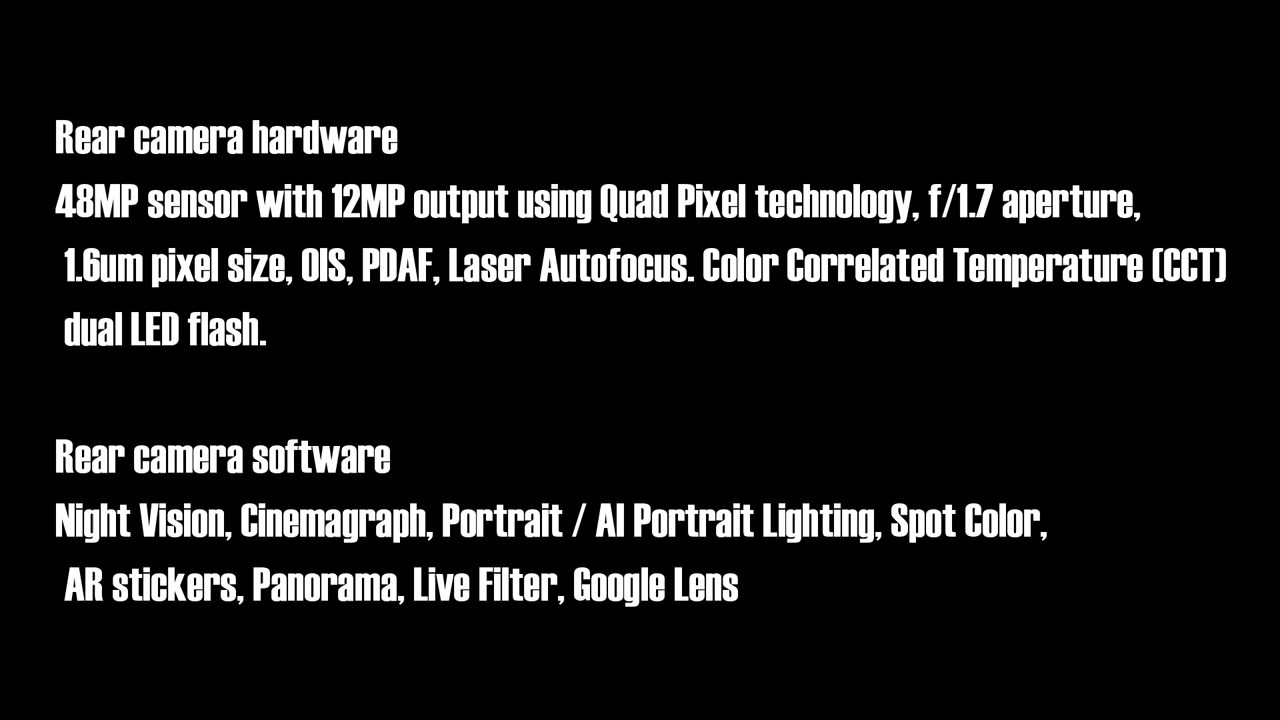 Rear camera hardware
48MP sensor with 12MP output using Quad Pixel technology, f/1.7 aperture,
1.6um pixel size, OIS, PDAF, Laser Autofocus. Color Correlated Temperature (CCT)
dual LED flash.
Rear camera software
Night Vision, Cinemagraph, Portrait / AI Portrait Lighting, Spot Color,
AR stickers, Panorama, Live Filter, Google Lens